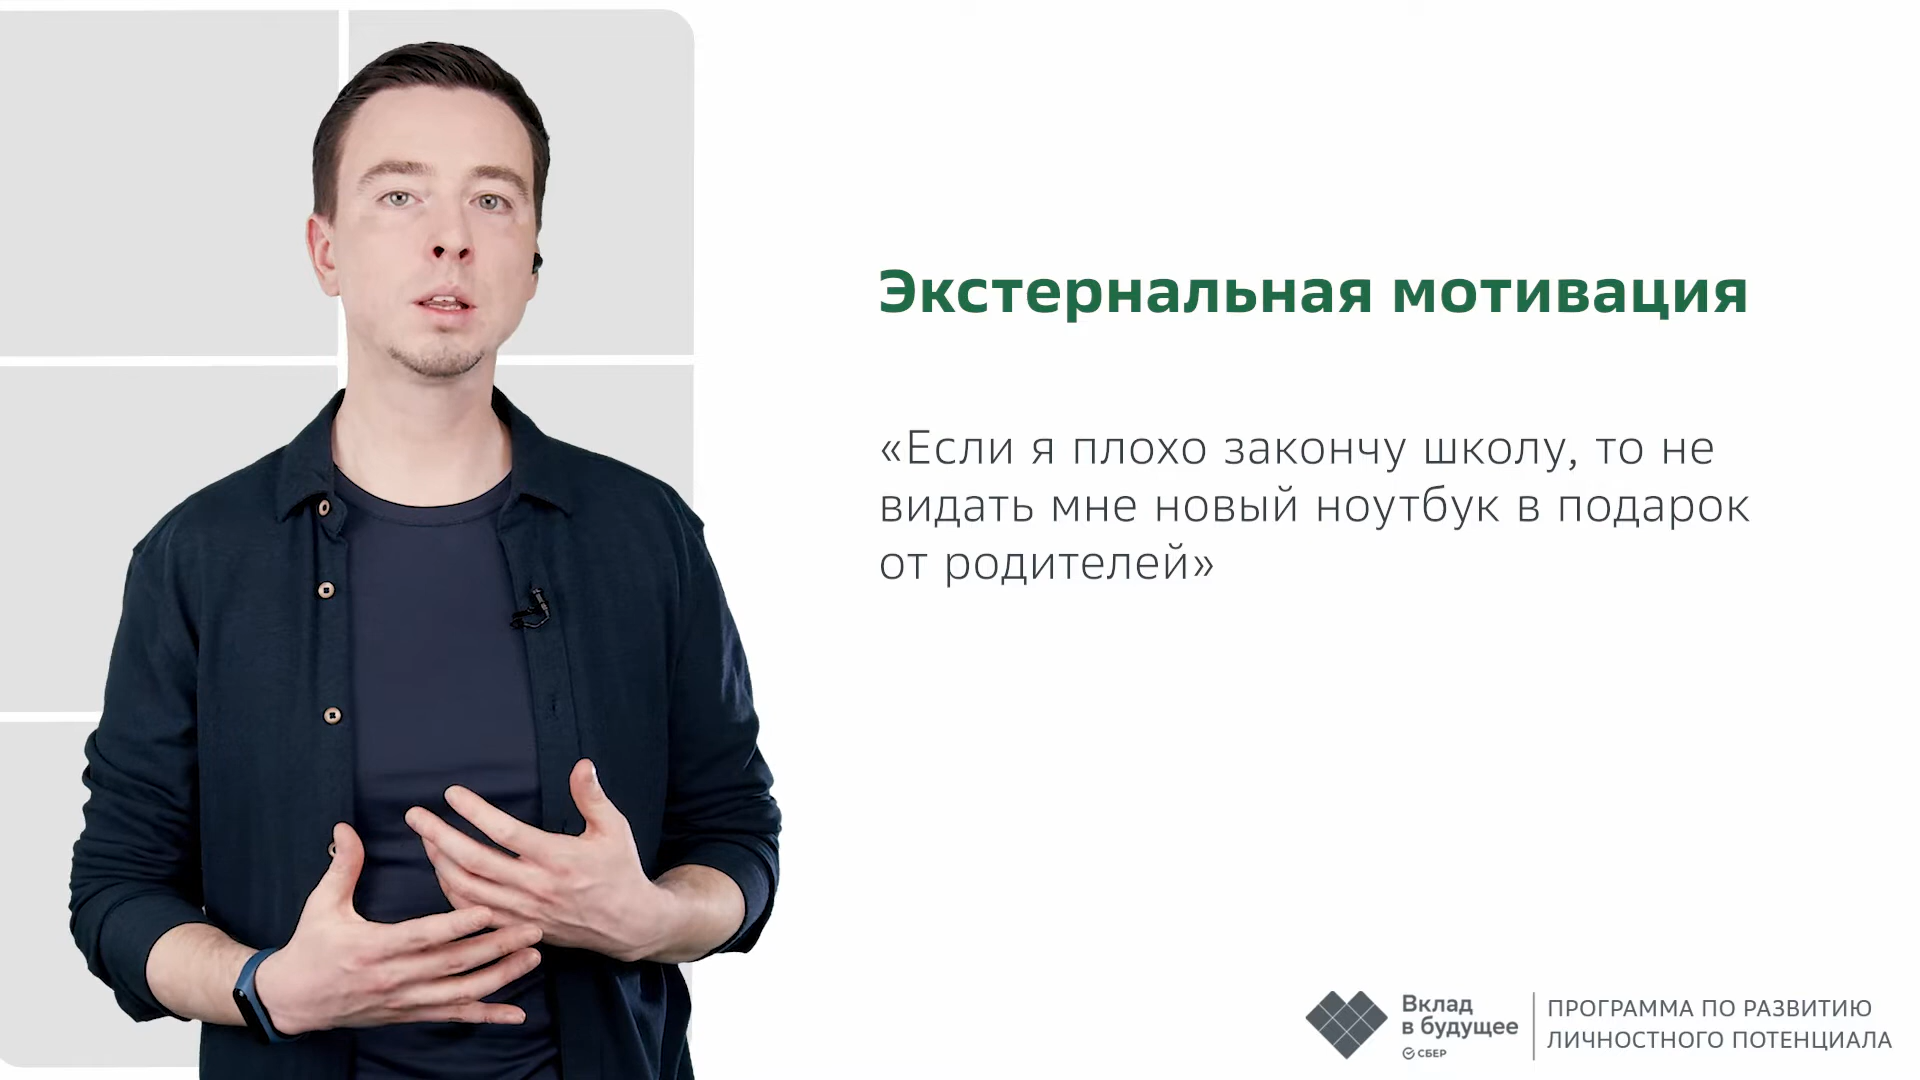 Экстернальная мотивация
«Если я плохо закончу школу, то не
видать мне новый ноутбук в подарок
от родителей»
Вклад
в будущее
СБЕР
ПРОГРАММА ПО РАЗВИТИЮ
ЛИЧНОСТНОГО ПОТЕНЦИАЛА